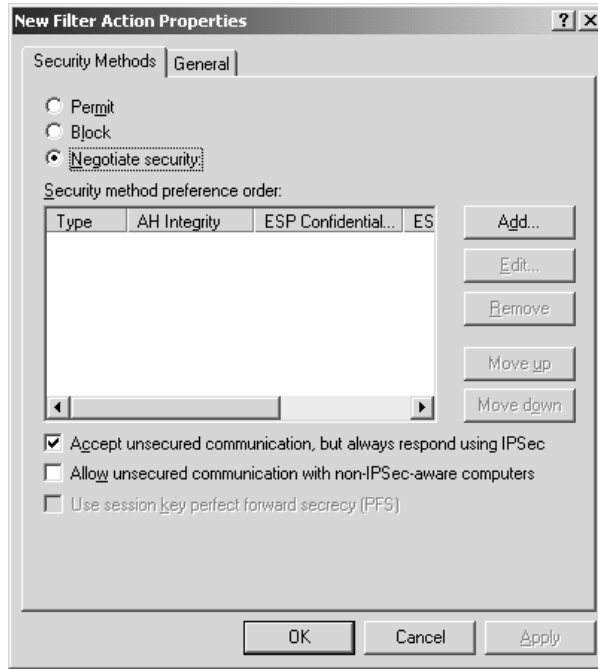 New Filter Action Properties
Security Methods General
Permit
Block
Negotiate security:
Security method preference order:
Type AH Integrity ESP Confidential... ES
Add...
Edit...
Remove
Move up
Move down
Accept unsecured communication, but always respond using IPSec
Allow unsecured communication with non-IPSec-aware computers
Use session key perfect forward secrecy (PFS)
OK Cancel Apply